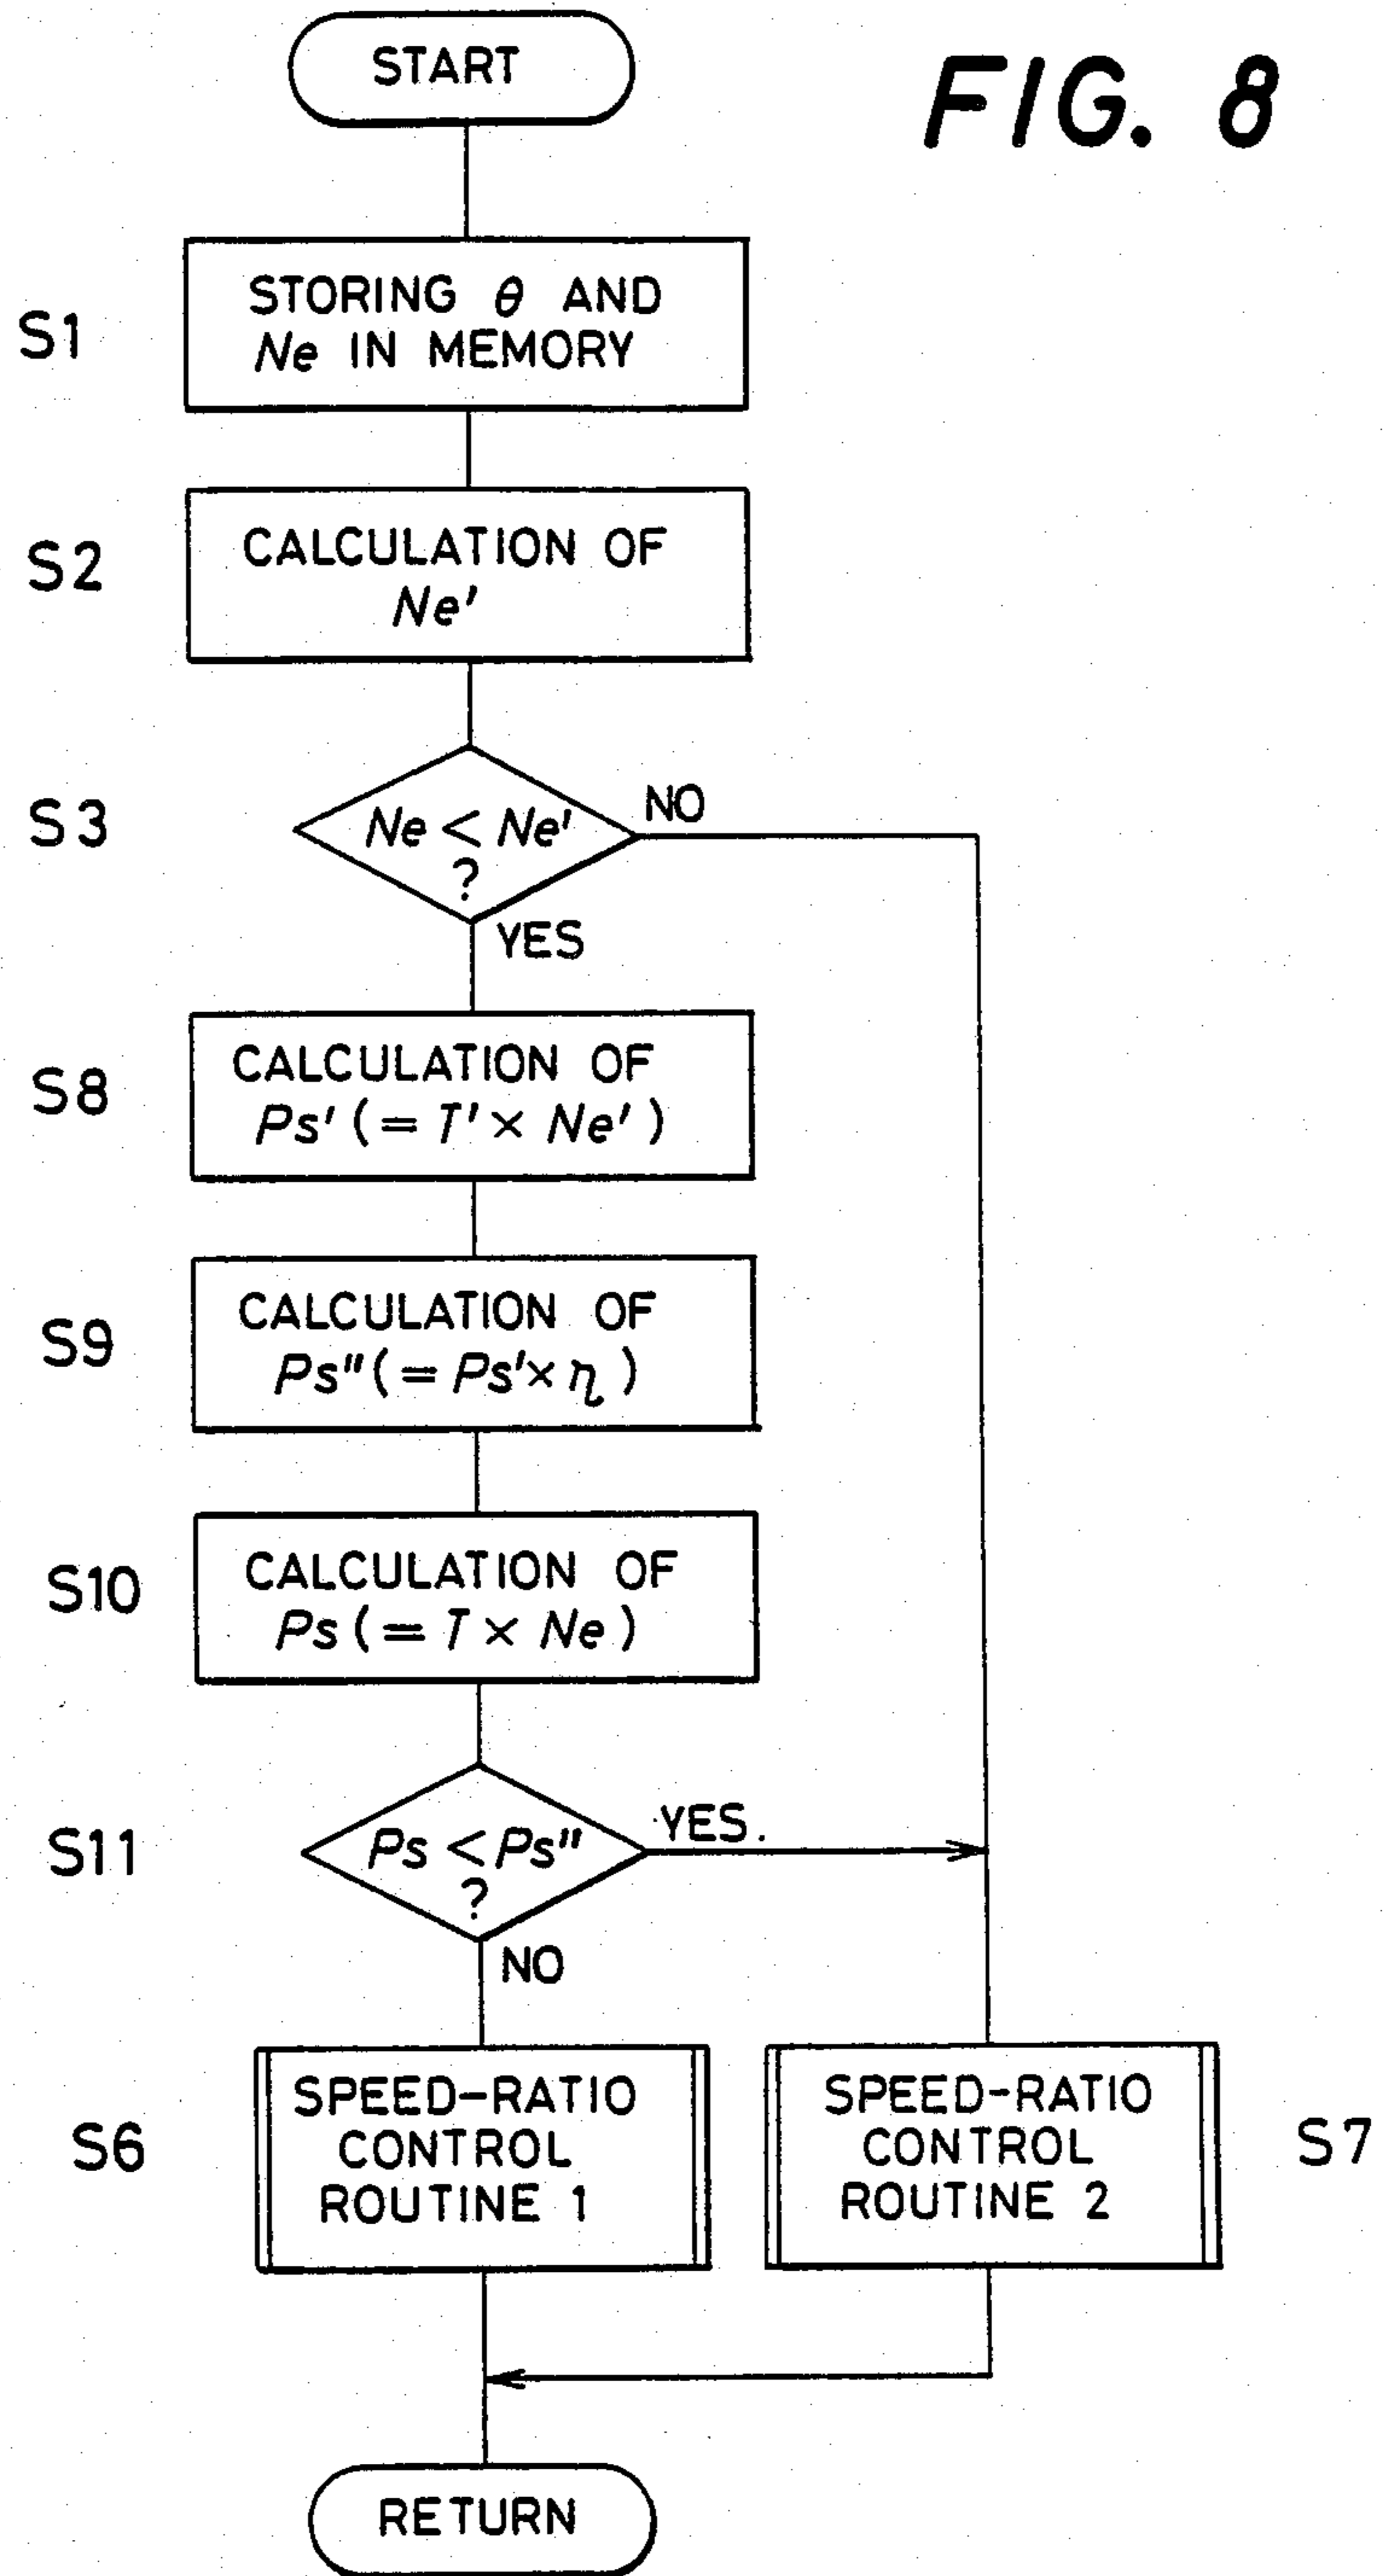 FIG. 8
START
S1
STORING θ AND
Ne IN MEMORY
S2
CALCULATION OF
Ne'
S3
Ne < Ne'
?
NO
YES
S8
CALCULATION OF
Ps' (= T' × Ne')
S9
CALCULATION OF
Ps" (= Ps' × η)
S10
CALCULATION OF
Ps (= T × Ne)
S11
Ps < Ps"
?
YES.
NO
S6
SPEED-RATIO
CONTROL
ROUTINE 1
SPEED-RATIO
CONTROL
ROUTINE 2
S7
RETURN